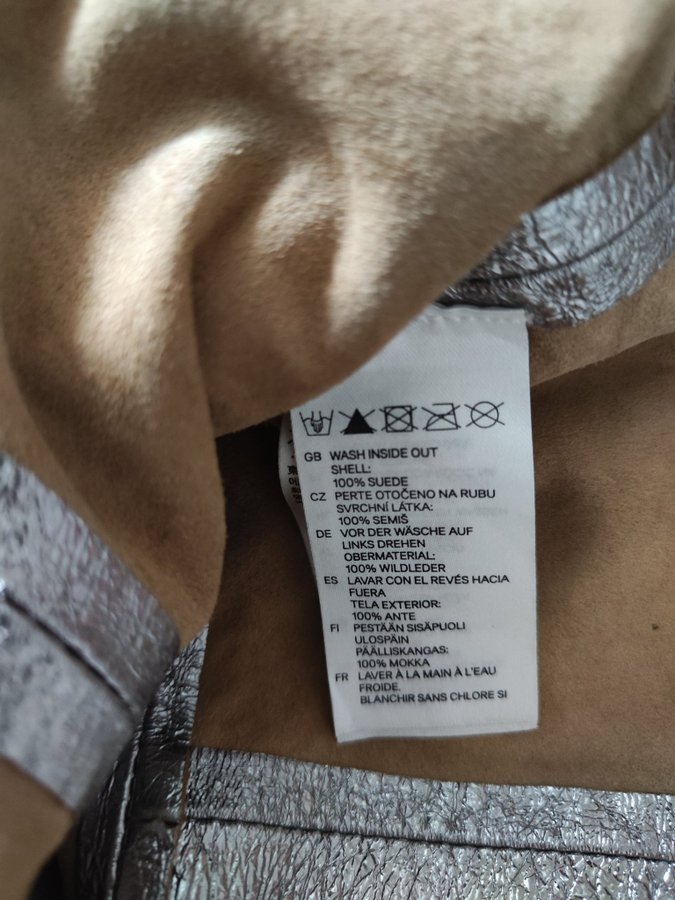 GB WASH INSIDE OUT
SHELL:
100% SUEDE
CZ PERTE OTOČENO NA RUBU
SVRCHNÍ LÁTKA:
100% SEMIŠ
DE VOR DER WÄSCHE AUF
LINKS DREHEN
OBERMATERIAL:
100% WILDLEDER
ES LAVAR CON EL REVÉS HACIA
FUERA
TELA EXTERIOR:
100% ANTE
FI PESTÄÄN SISÄPUOLI
ULOSPÄIN
PÄÄLLISKANGAS:
100% MOKKA
FR LAVER À LA MAIN À L'EAU
FROIDE.
BLANCHIR SANS CHLORE SI